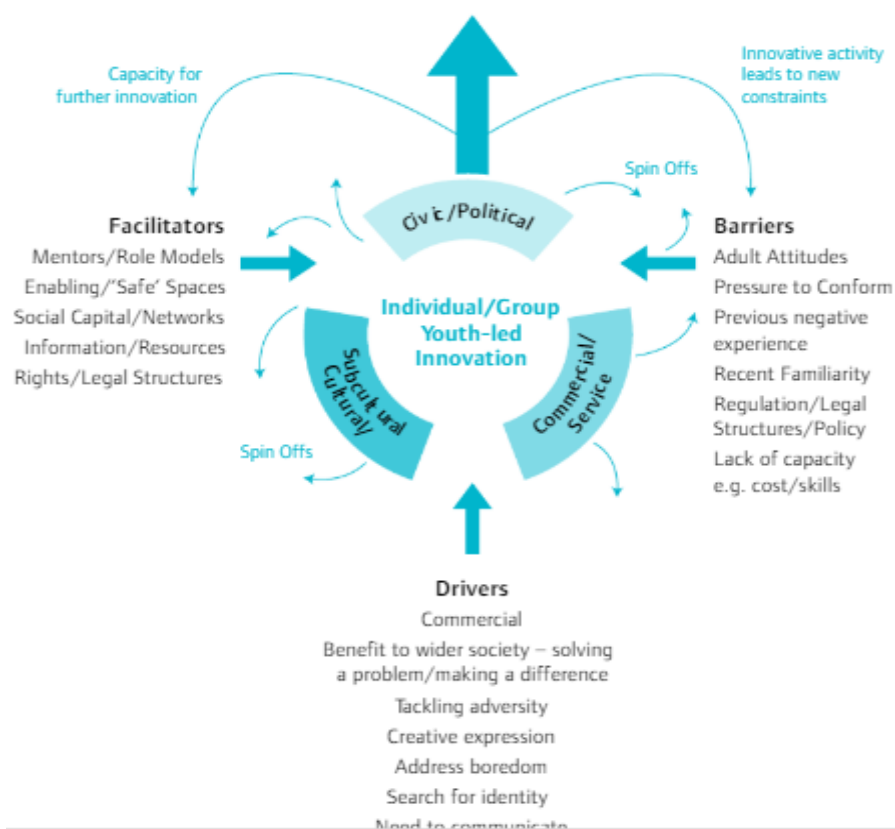 Capacity for
further innovation
Innovative activity
leads to new
constraints
Spin Offs
Civic/Political
Facilitators
Mentors/Role Models
Enabling/‘Safe’ Spaces
Social Capital/Networks
Information/Resources
Rights/Legal Structures
Individual/Group
Youth-led
Innovation
Barriers
Adult Attitudes
Pressure to Conform
Previous negative
experience
Recent Familiarity
Regulation/Legal
Structures/Policy
Lack of capacity
e.g. cost/skills
Cultural/
Subcultural
Commercial/
Service
Spin Offs
Drivers
Commercial
Benefit to wider society – solving
a problem/making a difference
Tackling adversity
Creative expression
Address boredom
Search for identity
Need to communicate